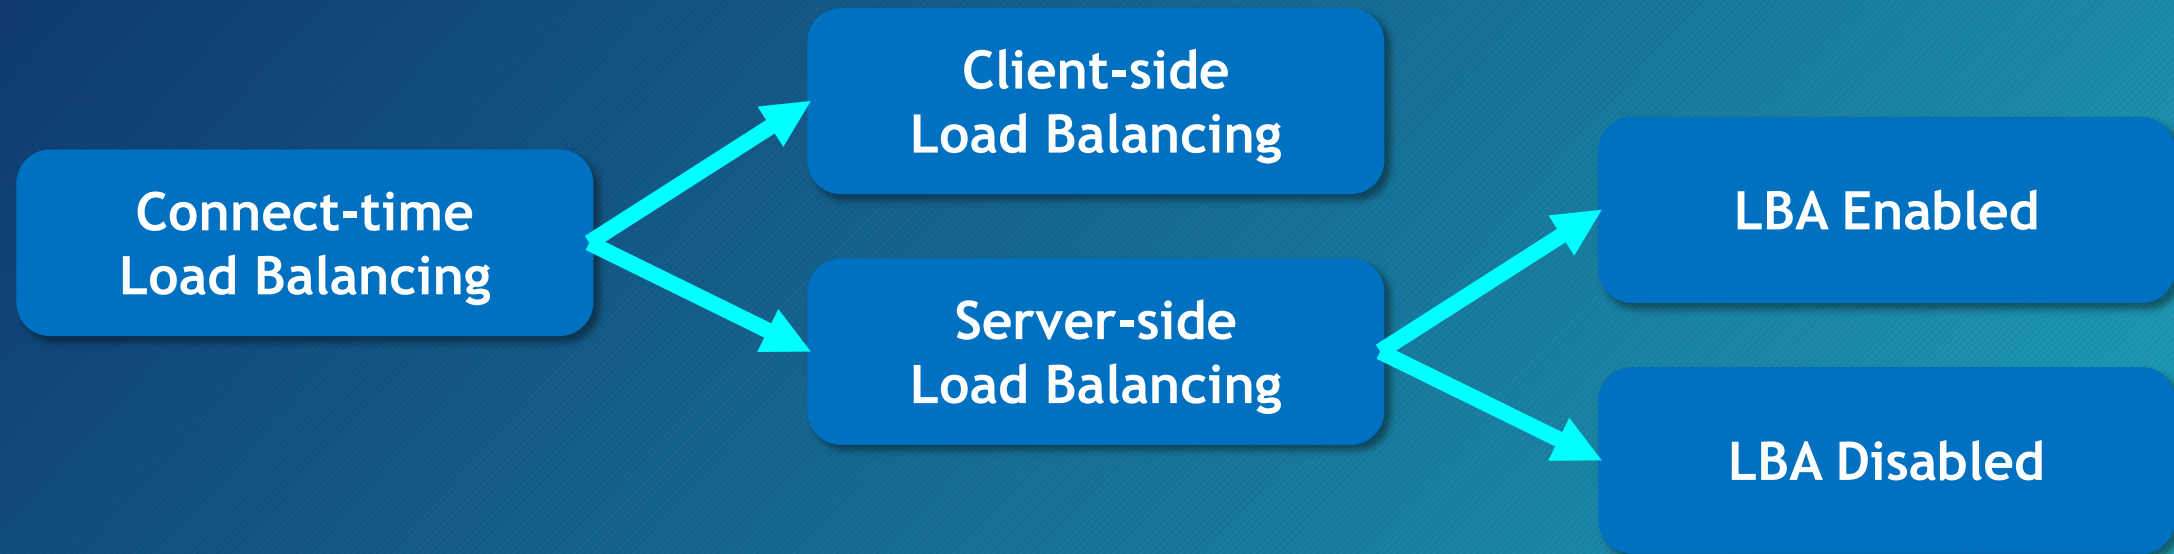 Connect-time
Load Balancing
Client-side
Load Balancing
Server-side
Load Balancing
LBA Enabled
LBA Disabled